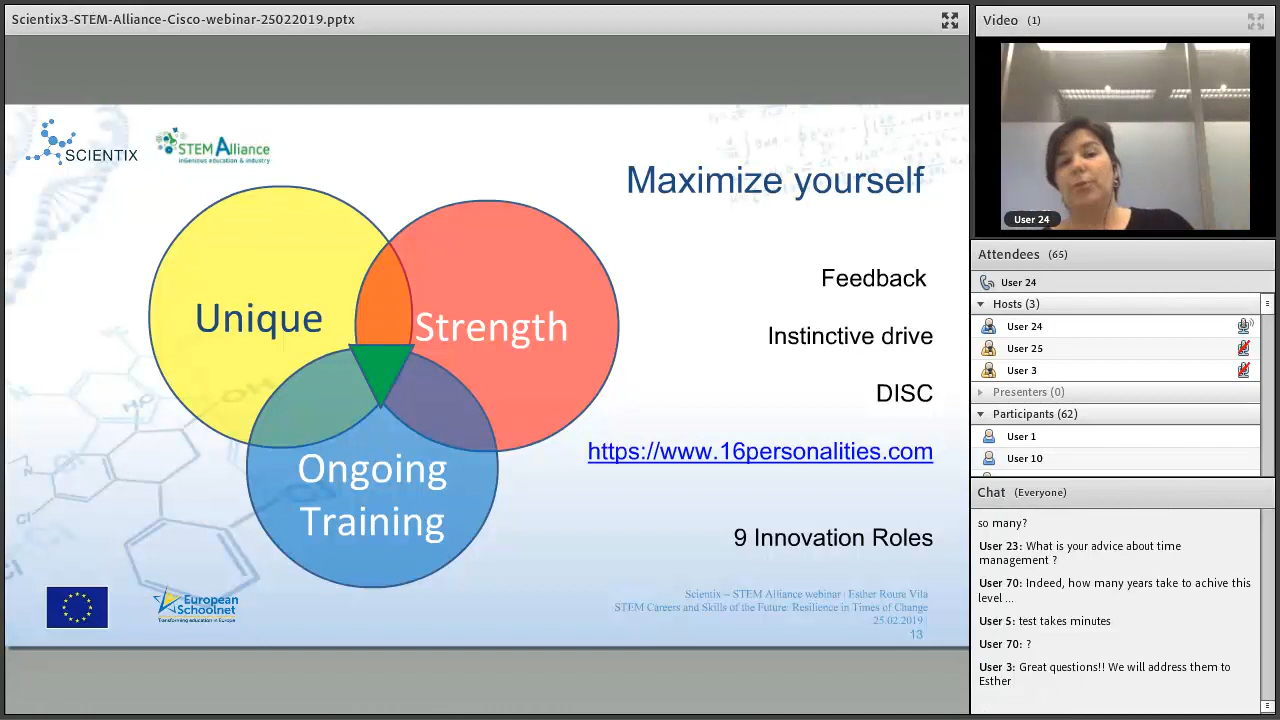 Scientix3-STEM-Alliance-Cisco-webinar-25022019.pptx
SCIENTIX
STEM Alliance
inGenious education & industry
Maximize yourself
Unique
Strength
Ongoing
Training
Feedback
Instinctive drive
DISC
https://www.16personalities.com
9 Innovation Roles
European
Schoolnet
Transforming education in Europe
Scientix – STEM Alliance webinar | Esther Roure Vila
STEM Careers and Skills of the Future: Resilience in Times of Change
25.02.2019 |
13
Video (1)
User 24
Attendees (65)
User 24
Hosts (3)
User 24
User 25
User 3
Presenters (0)
Participants (62)
User 1
User 10
Chat (Everyone)
so many?
User 23: What is your advice about time
management ?
User 70: Indeed, how many years take to achive this
level ...
User 5: test takes minutes
User 70: ?
User 3: Great questions!! We will address them to
Esther